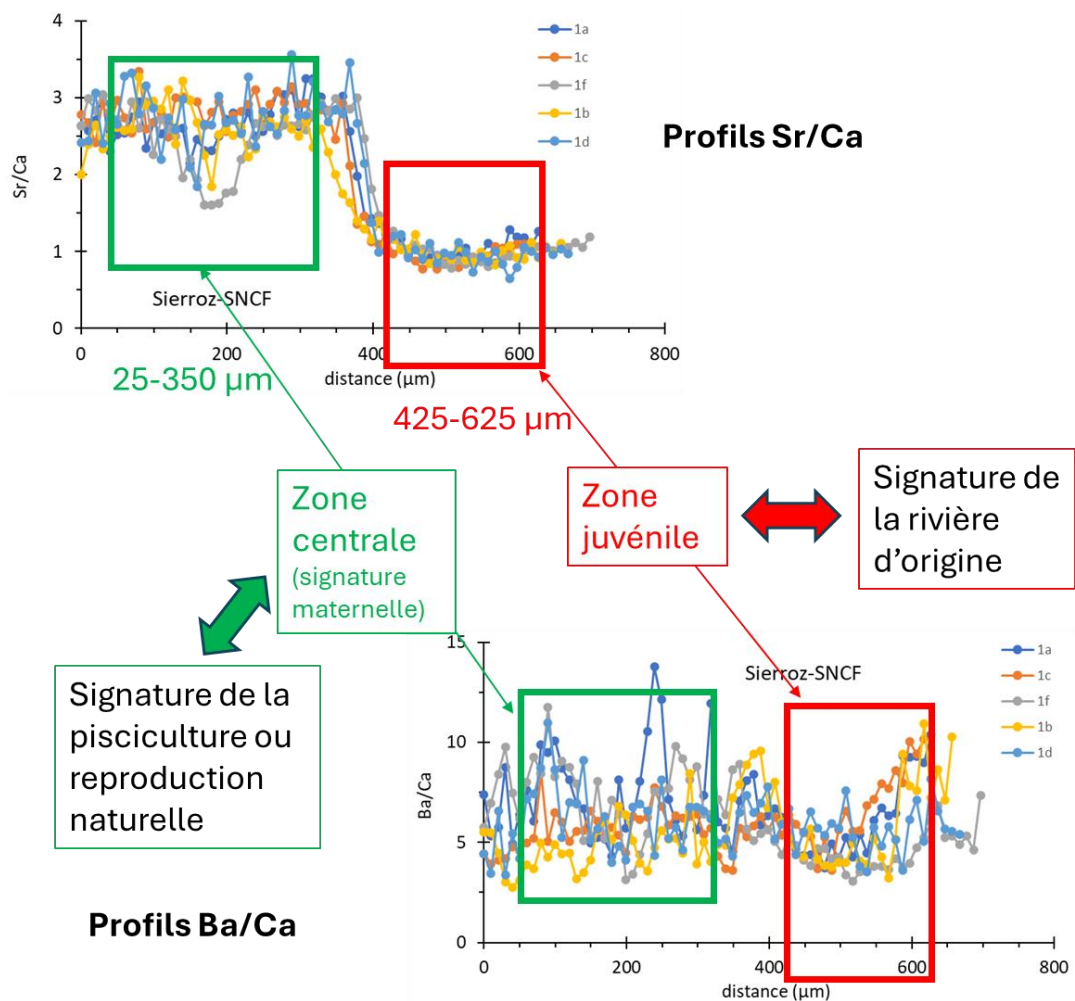 4
3
2
1
0
Sr/Ca
1a
1c
1f
1b
1d
Profils Sr/Ca
Sierroz-SNCF
0
200
400
600
800
distance (µm)
25-350 µm
425-625 µm
Zone
centrale
(signature
maternelle)
Zone
juvénile
Signature de
la rivière
d’origine
Signature de la
pisciculture ou
reproduction
naturelle
Profils Ba/Ca
15
10
5
0
Ba/Ca
Sierroz-SNCF
1a
1c
1f
1b
1d
0
200
400
600
800
distance (µm)